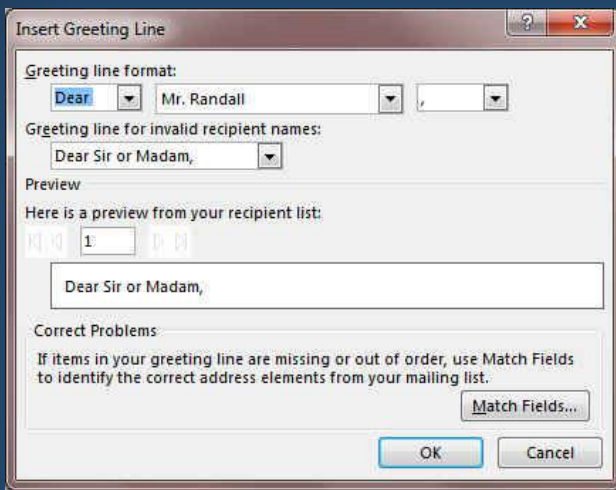 Insert Greeting Line
?
Greeting line format:
Dear Mr. Randall ,
Greeting line for invalid recipient names:
Dear Sir or Madam,
Preview
Here is a preview from your recipient list:
1
Dear Sir or Madam,
Correct Problems
If items in your greeting line are missing or out of order, use Match Fields
to identify the correct address elements from your mailing list.
Match Fields...
OK Cancel